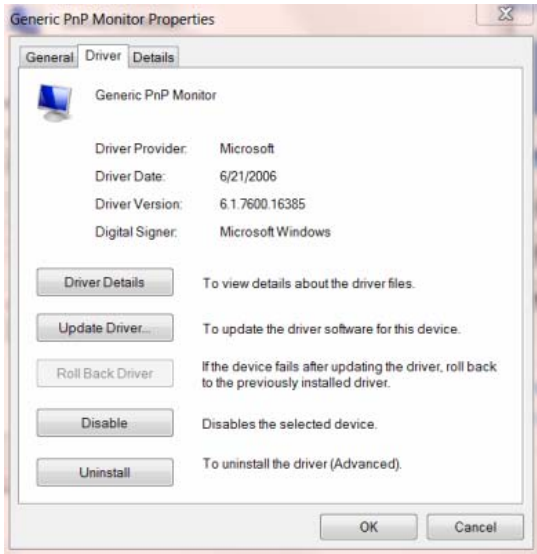 Generic PnP Monitor Properties
General Driver Details
Generic PnP Monitor
Driver Provider: Microsoft
Driver Date: 6/21/2006
Driver Version: 6.1.7600.16385
Digital Signer: Microsoft Windows
Driver Details To view details about the driver files.
Update Driver... To update the driver software for this device.
Roll Back Driver If the device fails after updating the driver, roll back
to the previously installed driver.
Disable Disables the selected device.
Uninstall To uninstall the driver (Advanced).
OK Cancel